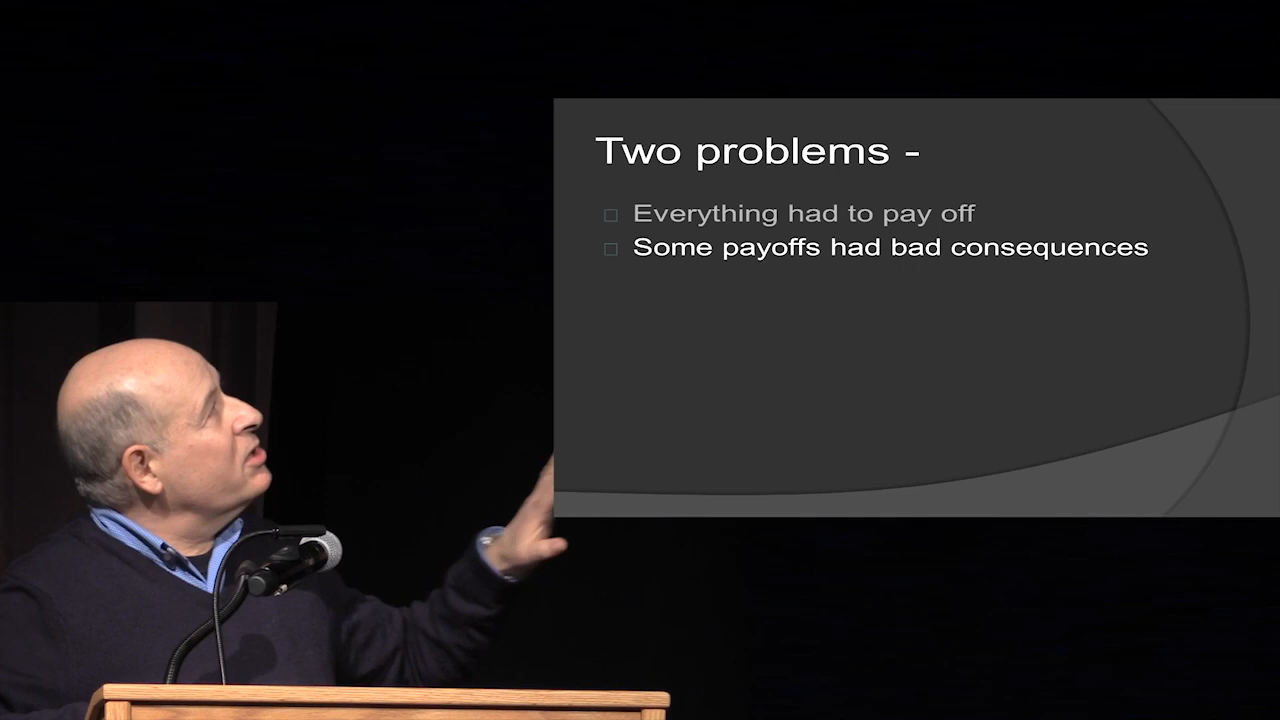 Two problems -
Everything had to pay off
Some payoffs had bad consequences